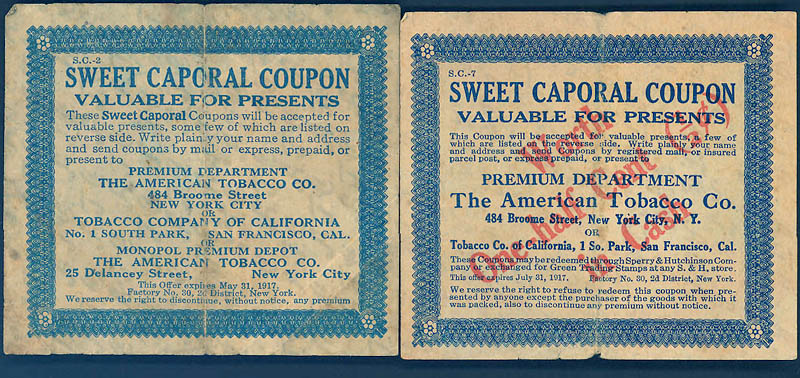 S.C.-2
SWEET CAPORAL COUPON
VALUABLE FOR PRESENTS
These Sweet Caporal Coupons will be accepted for
valuable presents, some few of which are listed on
reverse side. Write plainly your name and address
and send coupons by mail or express, prepaid, or
present to
PREMIUM DEPARTMENT
THE AMERICAN TOBACCO CO.
484 Broome Street
NEW YORK CITY
OR
TOBACCO COMPANY OF CALIFORNIA
No. 1 SOUTH PARK, SAN FRANCISCO, CAL.
OR
MONOPOL PREMIUM DEPOT
THE AMERICAN TOBACCO CO.
25 Delancey Street, New York City
This Offer expires May 31, 1917.
Factory No. 30, 2d District, New York.
We reserve the right to discontinue, without notice, any premium
S.C.-7
SWEET CAPORAL COUPON
VALUABLE FOR PRESENTS
This Coupon will be accepted for valuable presents, a few of
which are listed on the reverse side. Write plainly your name
and address and send Coupons by registered mail, or insured
parcel post, or express prepaid, or present to
PREMIUM DEPARTMENT
The American Tobacco Co.
484 Broome Street, New York City, N. Y.
OR
Tobacco Co. of California, 1 So. Park, San Francisco, Cal.
These Coupons may be redeemed through Sperry & Hutchinson Com-
pany or exchanged for Green Trading Stamps at any S. & H. store.
This offer expires July 31, 1917. Factory No. 30, 2d District, New York.
We reserve the right to refuse to redeem this coupon when pre-
sented by anyone except the purchaser of the goods with which it
was packed, also to discontinue any premium without notice.
Worth
One half Cent (½¢)
in Cash